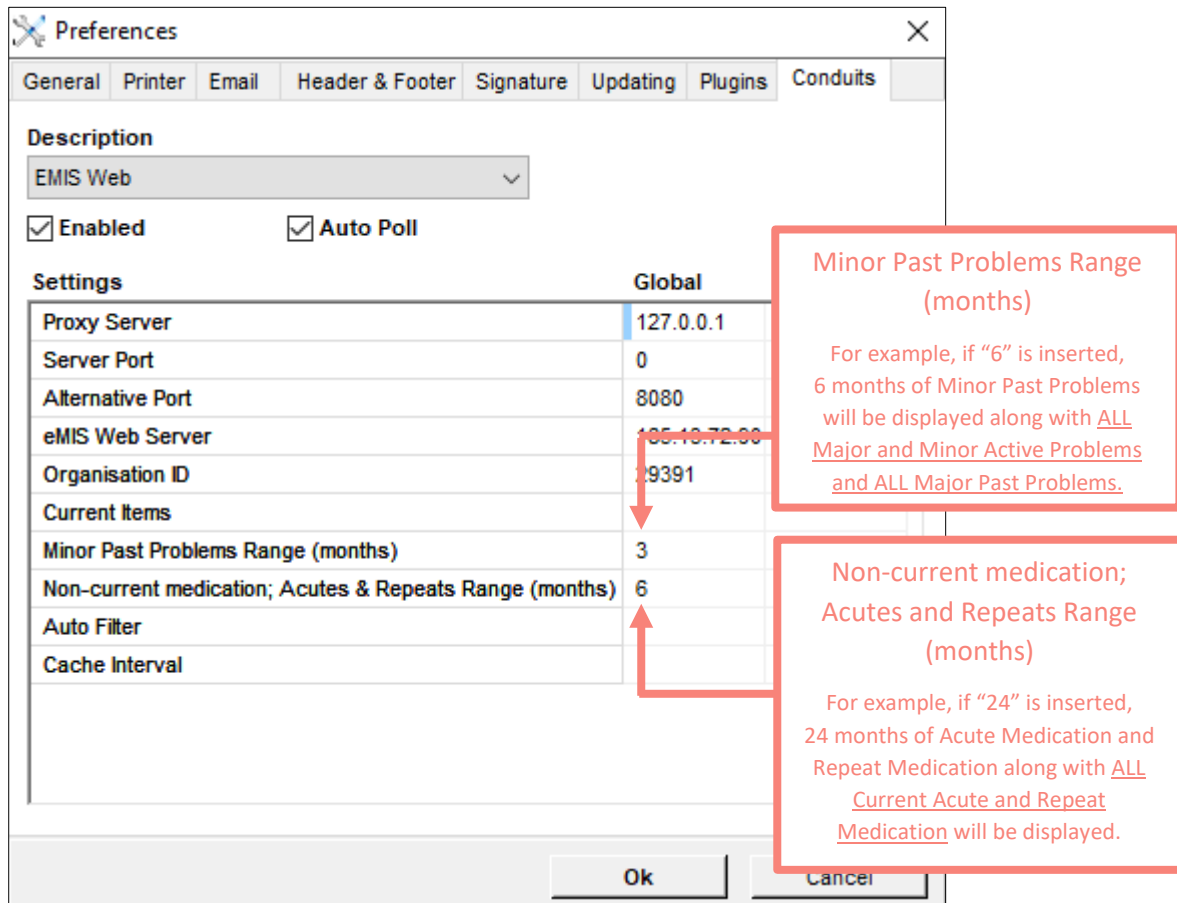 Preferences
General Printer Email Header & Footer Signature Updating Plugins Conduits
Description
EMIS Web
Enabled Auto Poll
Settings Global
Proxy Server 127.0.0.1
Server Port 0
Alternative Port 8080
eMIS Web Server
Organisation ID 29391
Current Items
Minor Past Problems Range (months) 3
Non-current medication; Acutes & Repeats Range (months) 6
Auto Filter
Cache Interval
Ok Cancel
Minor Past Problems Range
(months)
For example, if “6” is inserted,
6 months of Minor Past Problems
will be displayed along with ALL
Major and Minor Active Problems
and ALL Major Past Problems.
Non-current medication;
Acutes and Repeats Range
(months)
For example, if “24” is inserted,
24 months of Acute Medication and
Repeat Medication along with ALL
Current Acute and Repeat
Medication will be displayed.